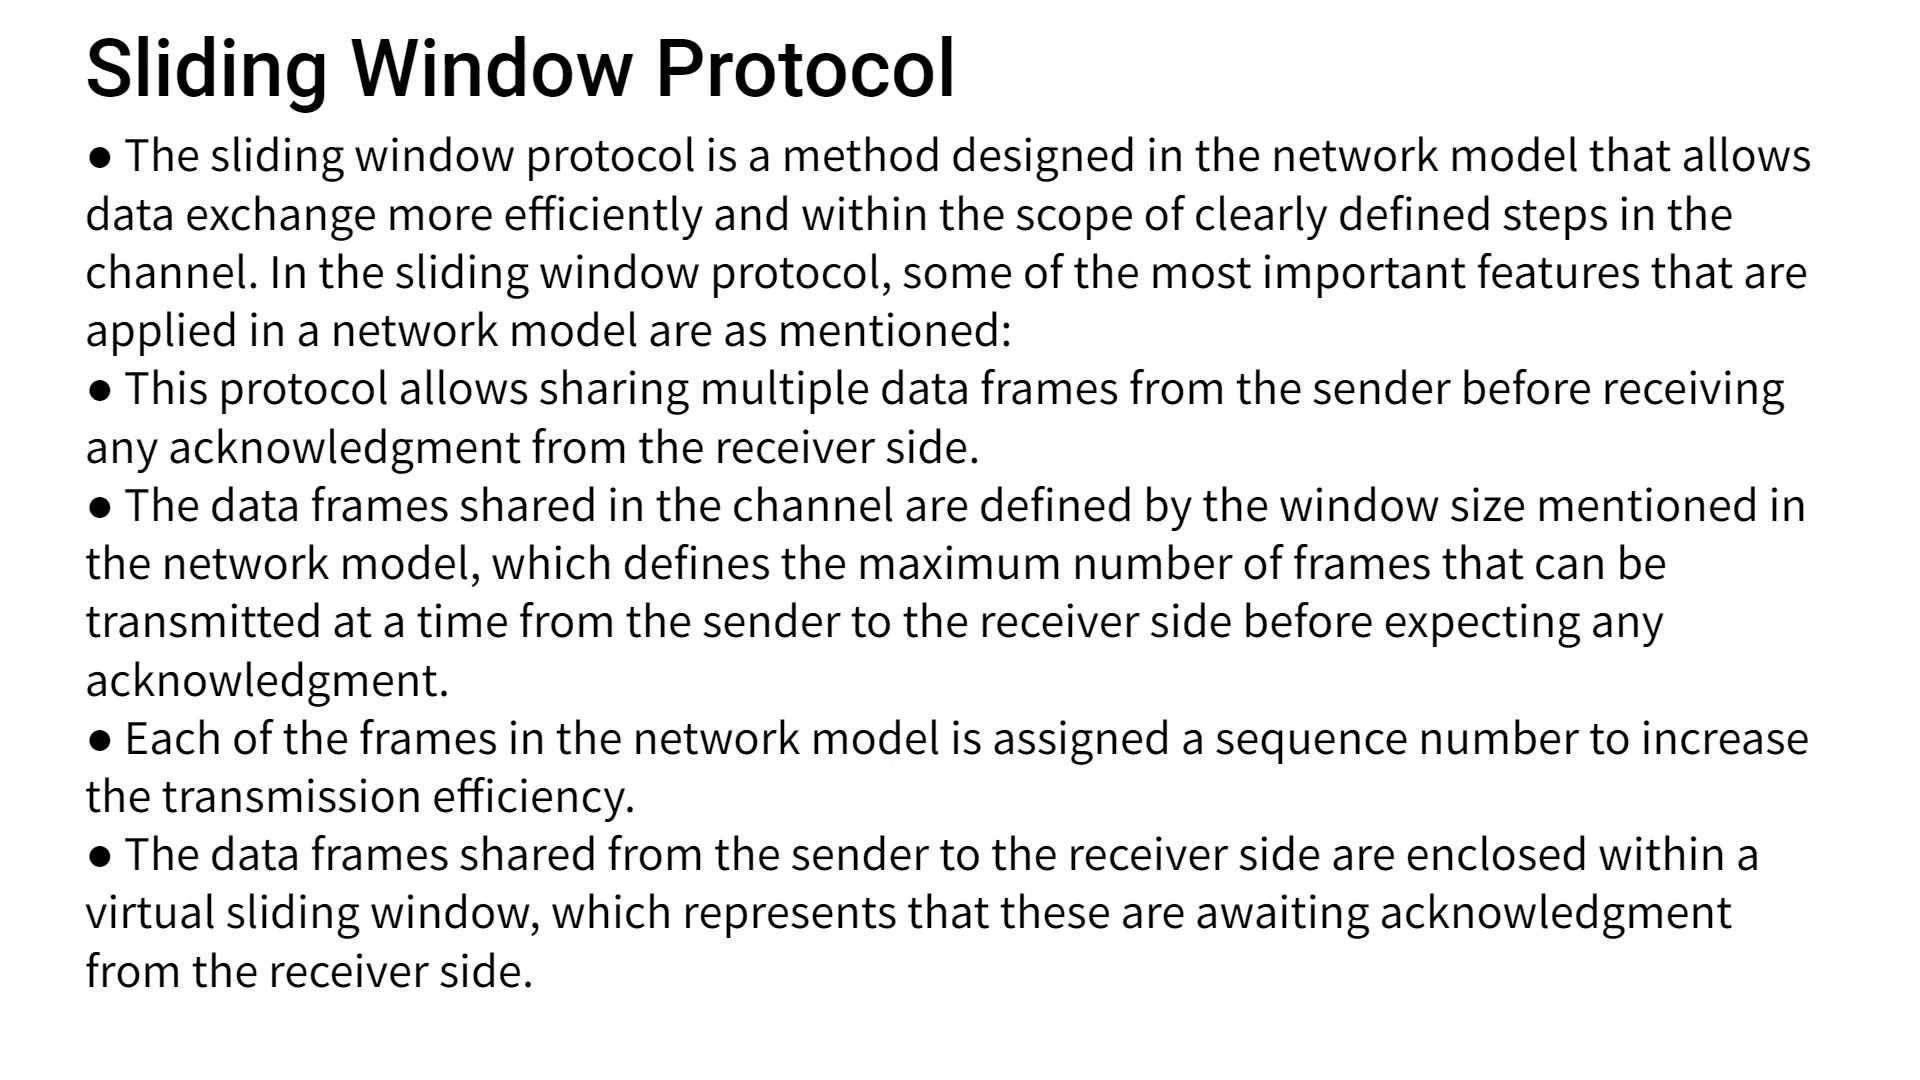 Sliding Window Protocol
● The sliding window protocol is a method designed in the network model that allows
data exchange more efficiently and within the scope of clearly defined steps in the
channel. In the sliding window protocol, some of the most important features that are
applied in a network model are as mentioned:
● This protocol allows sharing multiple data frames from the sender before receiving
any acknowledgment from the receiver side.
● The data frames shared in the channel are defined by the window size mentioned in
the network model, which defines the maximum number of frames that can be
transmitted at a time from the sender to the receiver side before expecting any
acknowledgment.
● Each of the frames in the network model is assigned a sequence number to increase
the transmission efficiency.
● The data frames shared from the sender to the receiver side are enclosed within a
virtual sliding window, which represents that these are awaiting acknowledgment
from the receiver side.